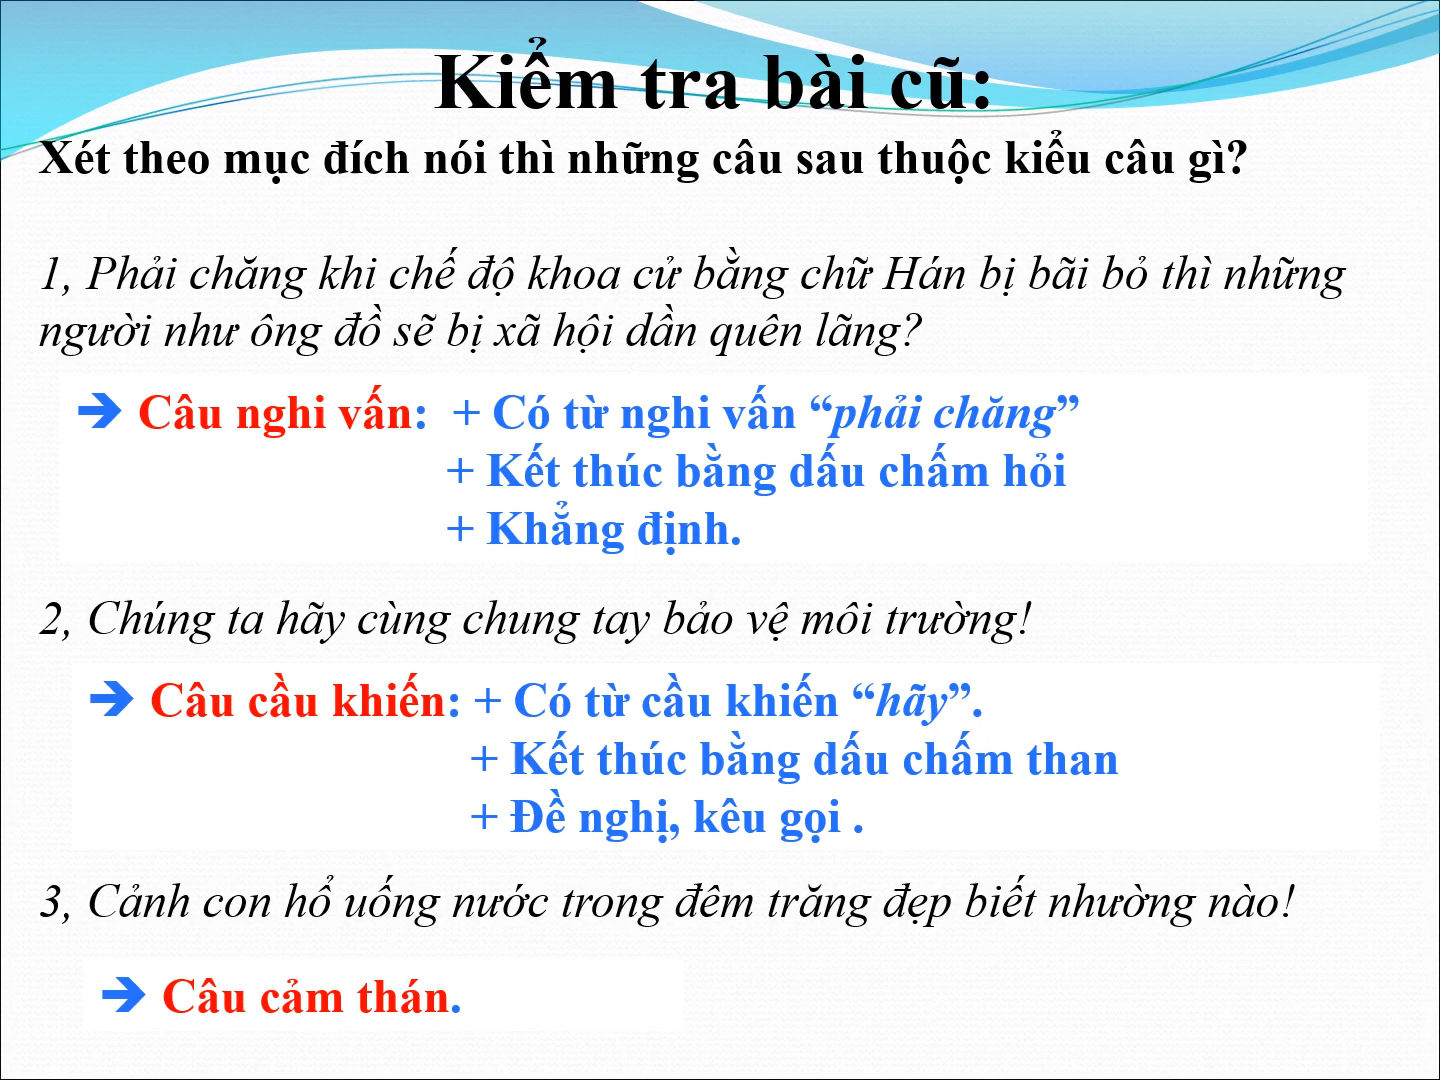 Kiểm tra bài cũ:
Xét theo mục đích nói thì những câu sau thuộc kiểu câu gì?
1, Phải chăng khi chế độ khoa cử bằng chữ Hán bị bãi bỏ thì những
người như ông đồ sẽ bị xã hội dần quên lãng?
➔ Câu nghi vấn: + Có từ nghi vấn “phải chăng”
+ Kết thúc bằng dấu chấm hỏi
+ Khẳng định.
2, Chúng ta hãy cùng chung tay bảo vệ môi trường!
➔ Câu cầu khiến: + Có từ cầu khiến “hãy”.
+ Kết thúc bằng dấu chấm than
+ Đề nghị, kêu gọi .
3, Cảnh con hổ uống nước trong đêm trăng đẹp biết nhường nào!
➔ Câu cảm thán.